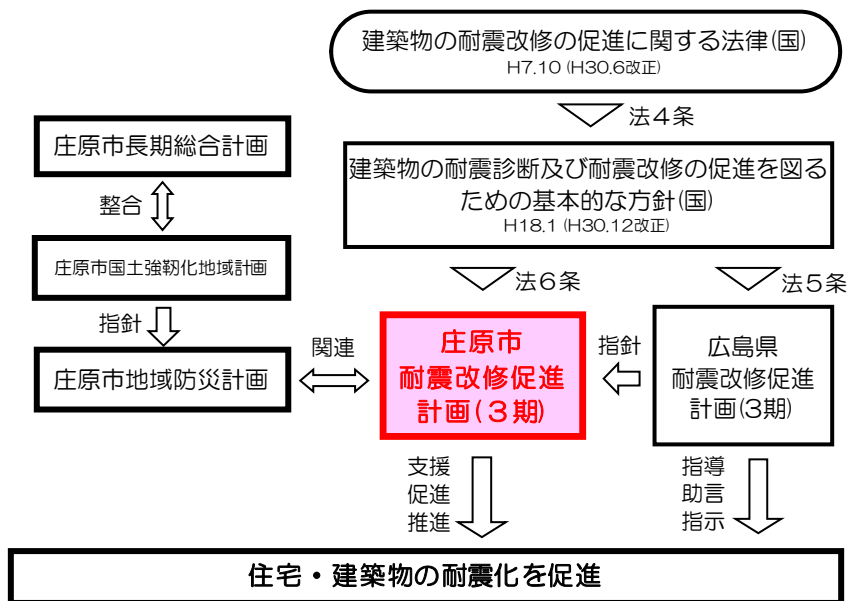 建築物の耐震改修の促進に関する法律(国)
H7.10 (H30.6改正)
法４条
庄原市長期総合計画
建築物の耐震診断及び耐震改修の促進を図る
ための基本的な方針(国)
H18.1 (H30.12改正)
整合
庄原市国土強靭化地域計画
法６条
法５条
指針
庄原市地域防災計画
関連
庄原市
耐震改修促進
計画(３期)
指針
広島県
耐震改修促進
計画(3期)
支援
促進
推進
指導
助言
指示
住宅・建築物の耐震化を促進